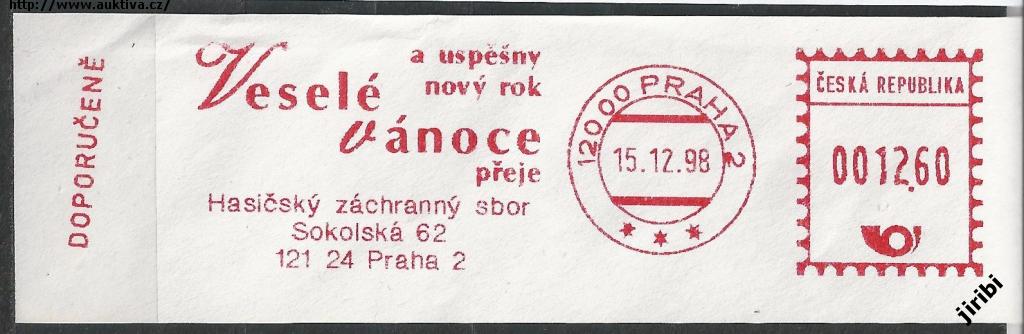 http://www.auktiva.cz/
DOPORUČENĚ
a uspěšny
nový rok
Veselé
vánoce
přeje
Hasičský záchranný sbor
Sokolská 62
121 24 Praha 2
120 00 PRAHA 2
15.12.98
ČESKÁ REPUBLIKA
001260
jiribi